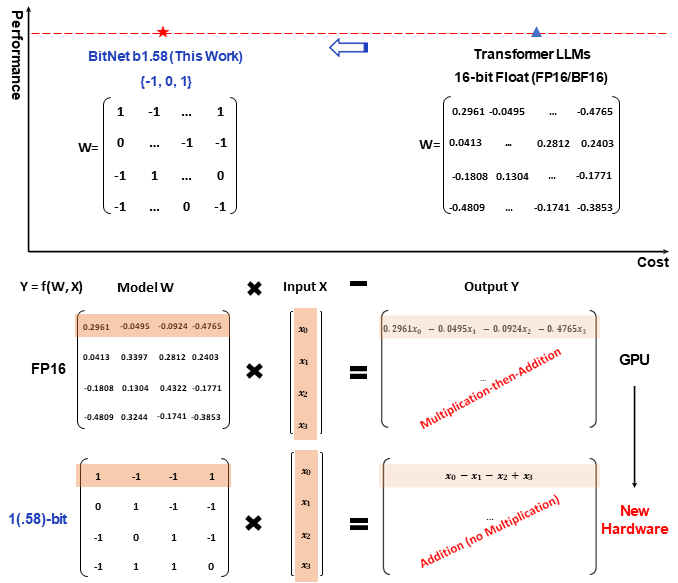 Performance
BitNet b1.58 (This Work)
{-1, 0, 1}
W=
1 -1 ... 1
0 ... -1 -1
-1 1 ... 0
-1 ... 0 -1
Transformer LLMs
16-bit Float (FP16/BF16)
W=
0.2961 -0.0495 ... -0.4765
0.0413 ... 0.2812 0.2403
-0.1808 0.1304 ... -0.1771
-0.4809 ... -0.1741 -0.3853
Cost
Y = f(W, X) Model W ✖ Input X = Output Y
FP16
0.2961 -0.0495 -0.0924 -0.4765
0.0413 0.3397 0.2812 0.2403
-0.1808 0.1304 0.4322 -0.1771
-0.4809 0.3244 -0.1741 -0.3853
✖
x0
x1
x2
x3
=
0.2961x0 − 0.0495x1 − 0.0924x2 − 0.4765x3
...
Multiplication-then-Addition
GPU
1(.58)-bit
1 -1 -1 1
0 1 -1 -1
-1 0 1 -1
-1 1 1 0
✖
x0
x1
x2
x3
=
x0 − x1 − x2 + x3
...
Addition (no Multiplication)
New
Hardware